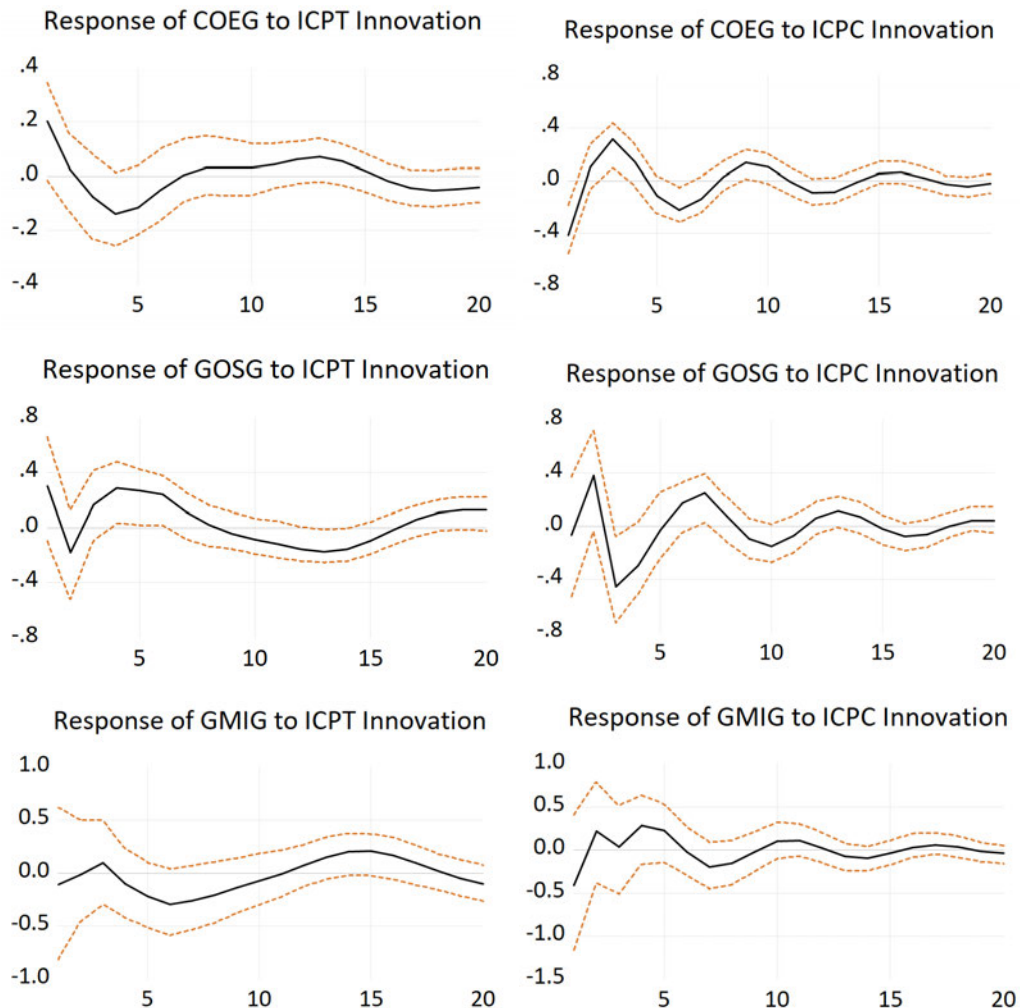 Response of COEG to ICPT Innovation
.4
.2
.0
-.2
-.4
5 10 15 20
Response of COEG to ICPC Innovation
.8
.4
.0
-.4
-.8
5 10 15 20
Response of GOSG to ICPT Innovation
.8
.4
.0
-.4
-.8
5 10 15 20
Response of GOSG to ICPC Innovation
.8
.4
.0
-.4
-.8
5 10 15 20
Response of GMIG to ICPT Innovation
1.0
0.5
0.0
-0.5
-1.0
5 10 15 20
Response of GMIG to ICPC Innovation
1.0
0.5
0.0
-0.5
-1.0
-1.5
5 10 15 20